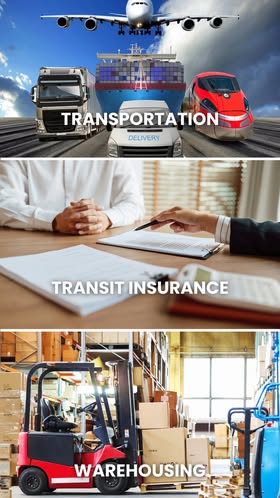 TRANSPORTATION
DELIVERY
TRANSIT INSURANCE
WAREHOUSING